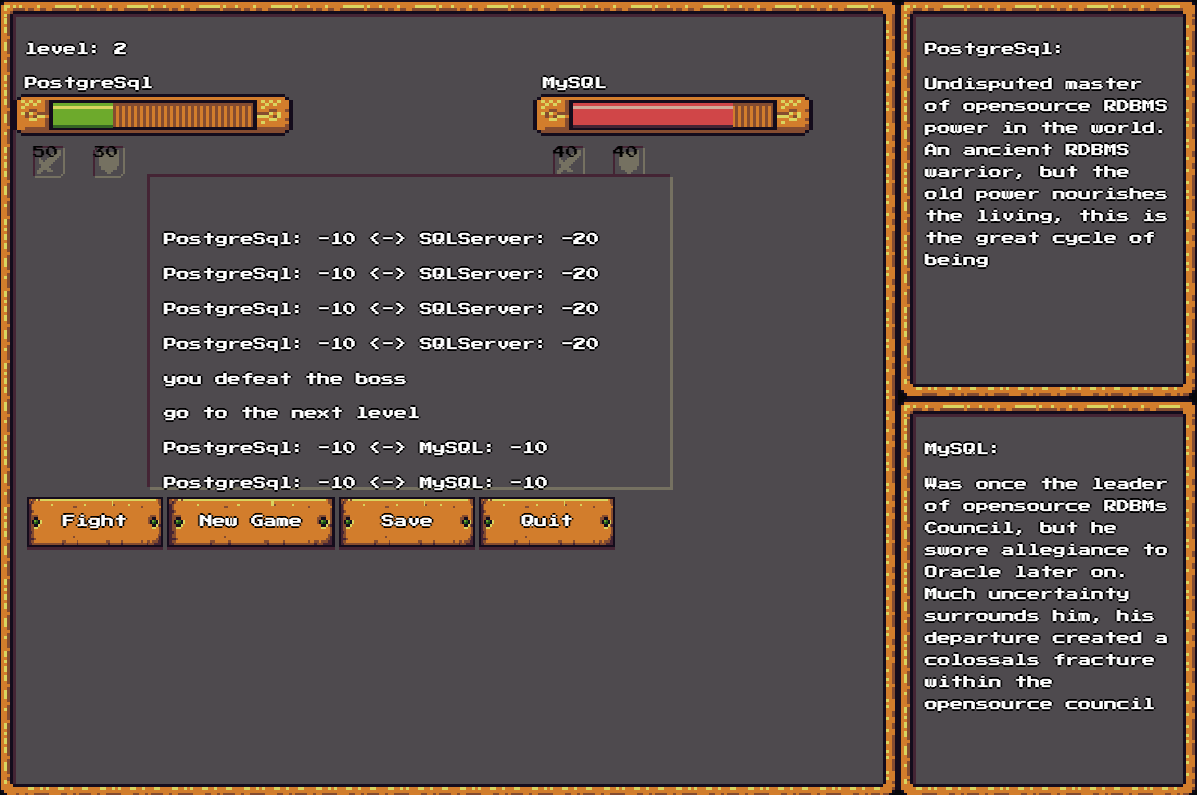 level: 2
PostgreSql
MySQL
50 30
40 40
PostgreSql: -10 <-> SQLServer: -20
PostgreSql: -10 <-> SQLServer: -20
PostgreSql: -10 <-> SQLServer: -20
PostgreSql: -10 <-> SQLServer: -20
you defeat the boss
go to the next level
PostgreSql: -10 <-> MySQL: -10
PostgreSql: -10 <-> MySQL: -10
Fight
New Game
Save
Quit
PostgreSql:
Undisputed master
of opensource RDBMS
power in the world.
An ancient RDBMS
warrior, but the
old power nourishes
the living, this is
the great cycle of
being
MySQL:
Was once the leader
of opensource RDBMs
Council, but he
swore allegiance to
Oracle later on.
Much uncertainty
surrounds him, his
departure created a
colossals fracture
within the
opensource council